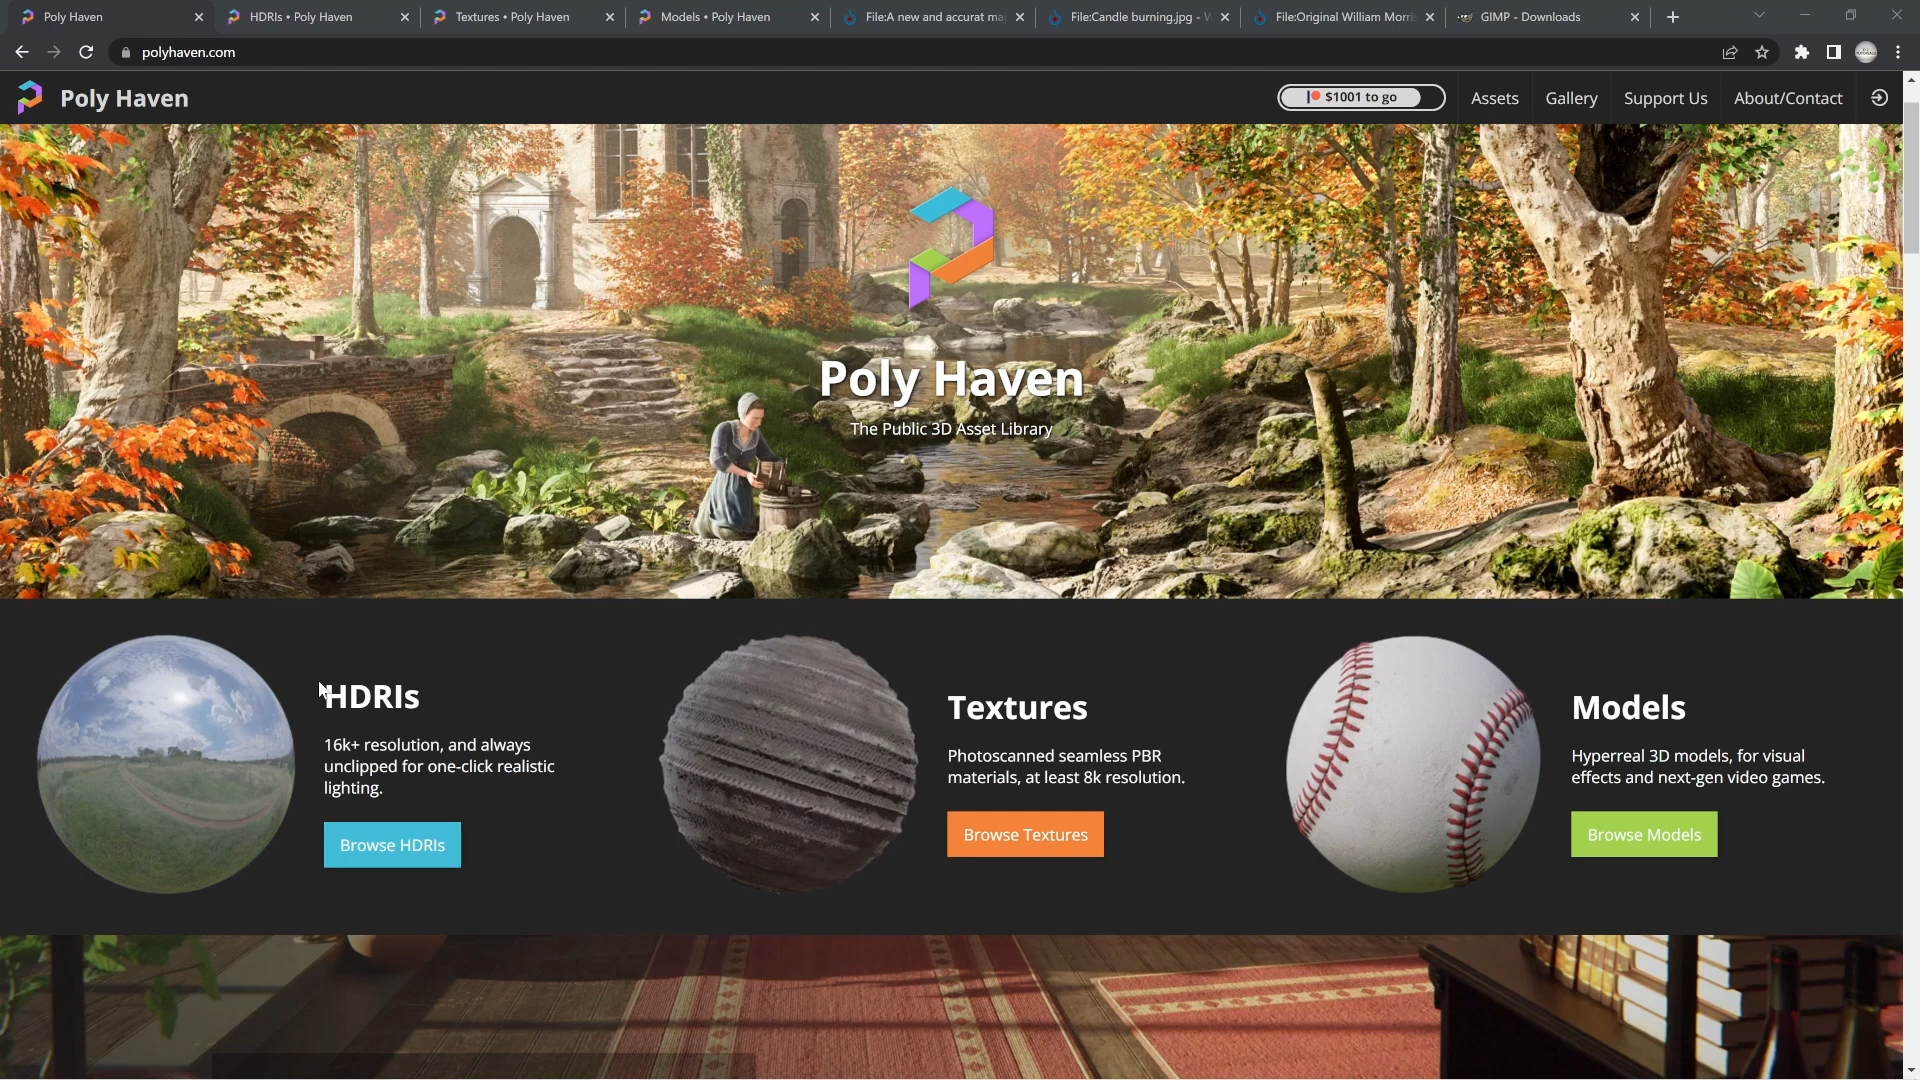 Poly Haven
HDRIs • Poly Haven
Textures • Poly Haven
Models • Poly Haven
File:A new and accurat ma
File:Candle burning.jpg - W
File:Original William Morri
GIMP - Downloads
polyhaven.com
Poly Haven
$1001 to go
Assets
Gallery
Support Us
About/Contact
Poly Haven
The Public 3D Asset Library
HDRIs
16k+ resolution, and always
unclipped for one-click realistic
lighting.
Browse HDRIs
Textures
Photoscanned seamless PBR
materials, at least 8k resolution.
Browse Textures
Models
Hyperreal 3D models, for visual
effects and next-gen video games.
Browse Models